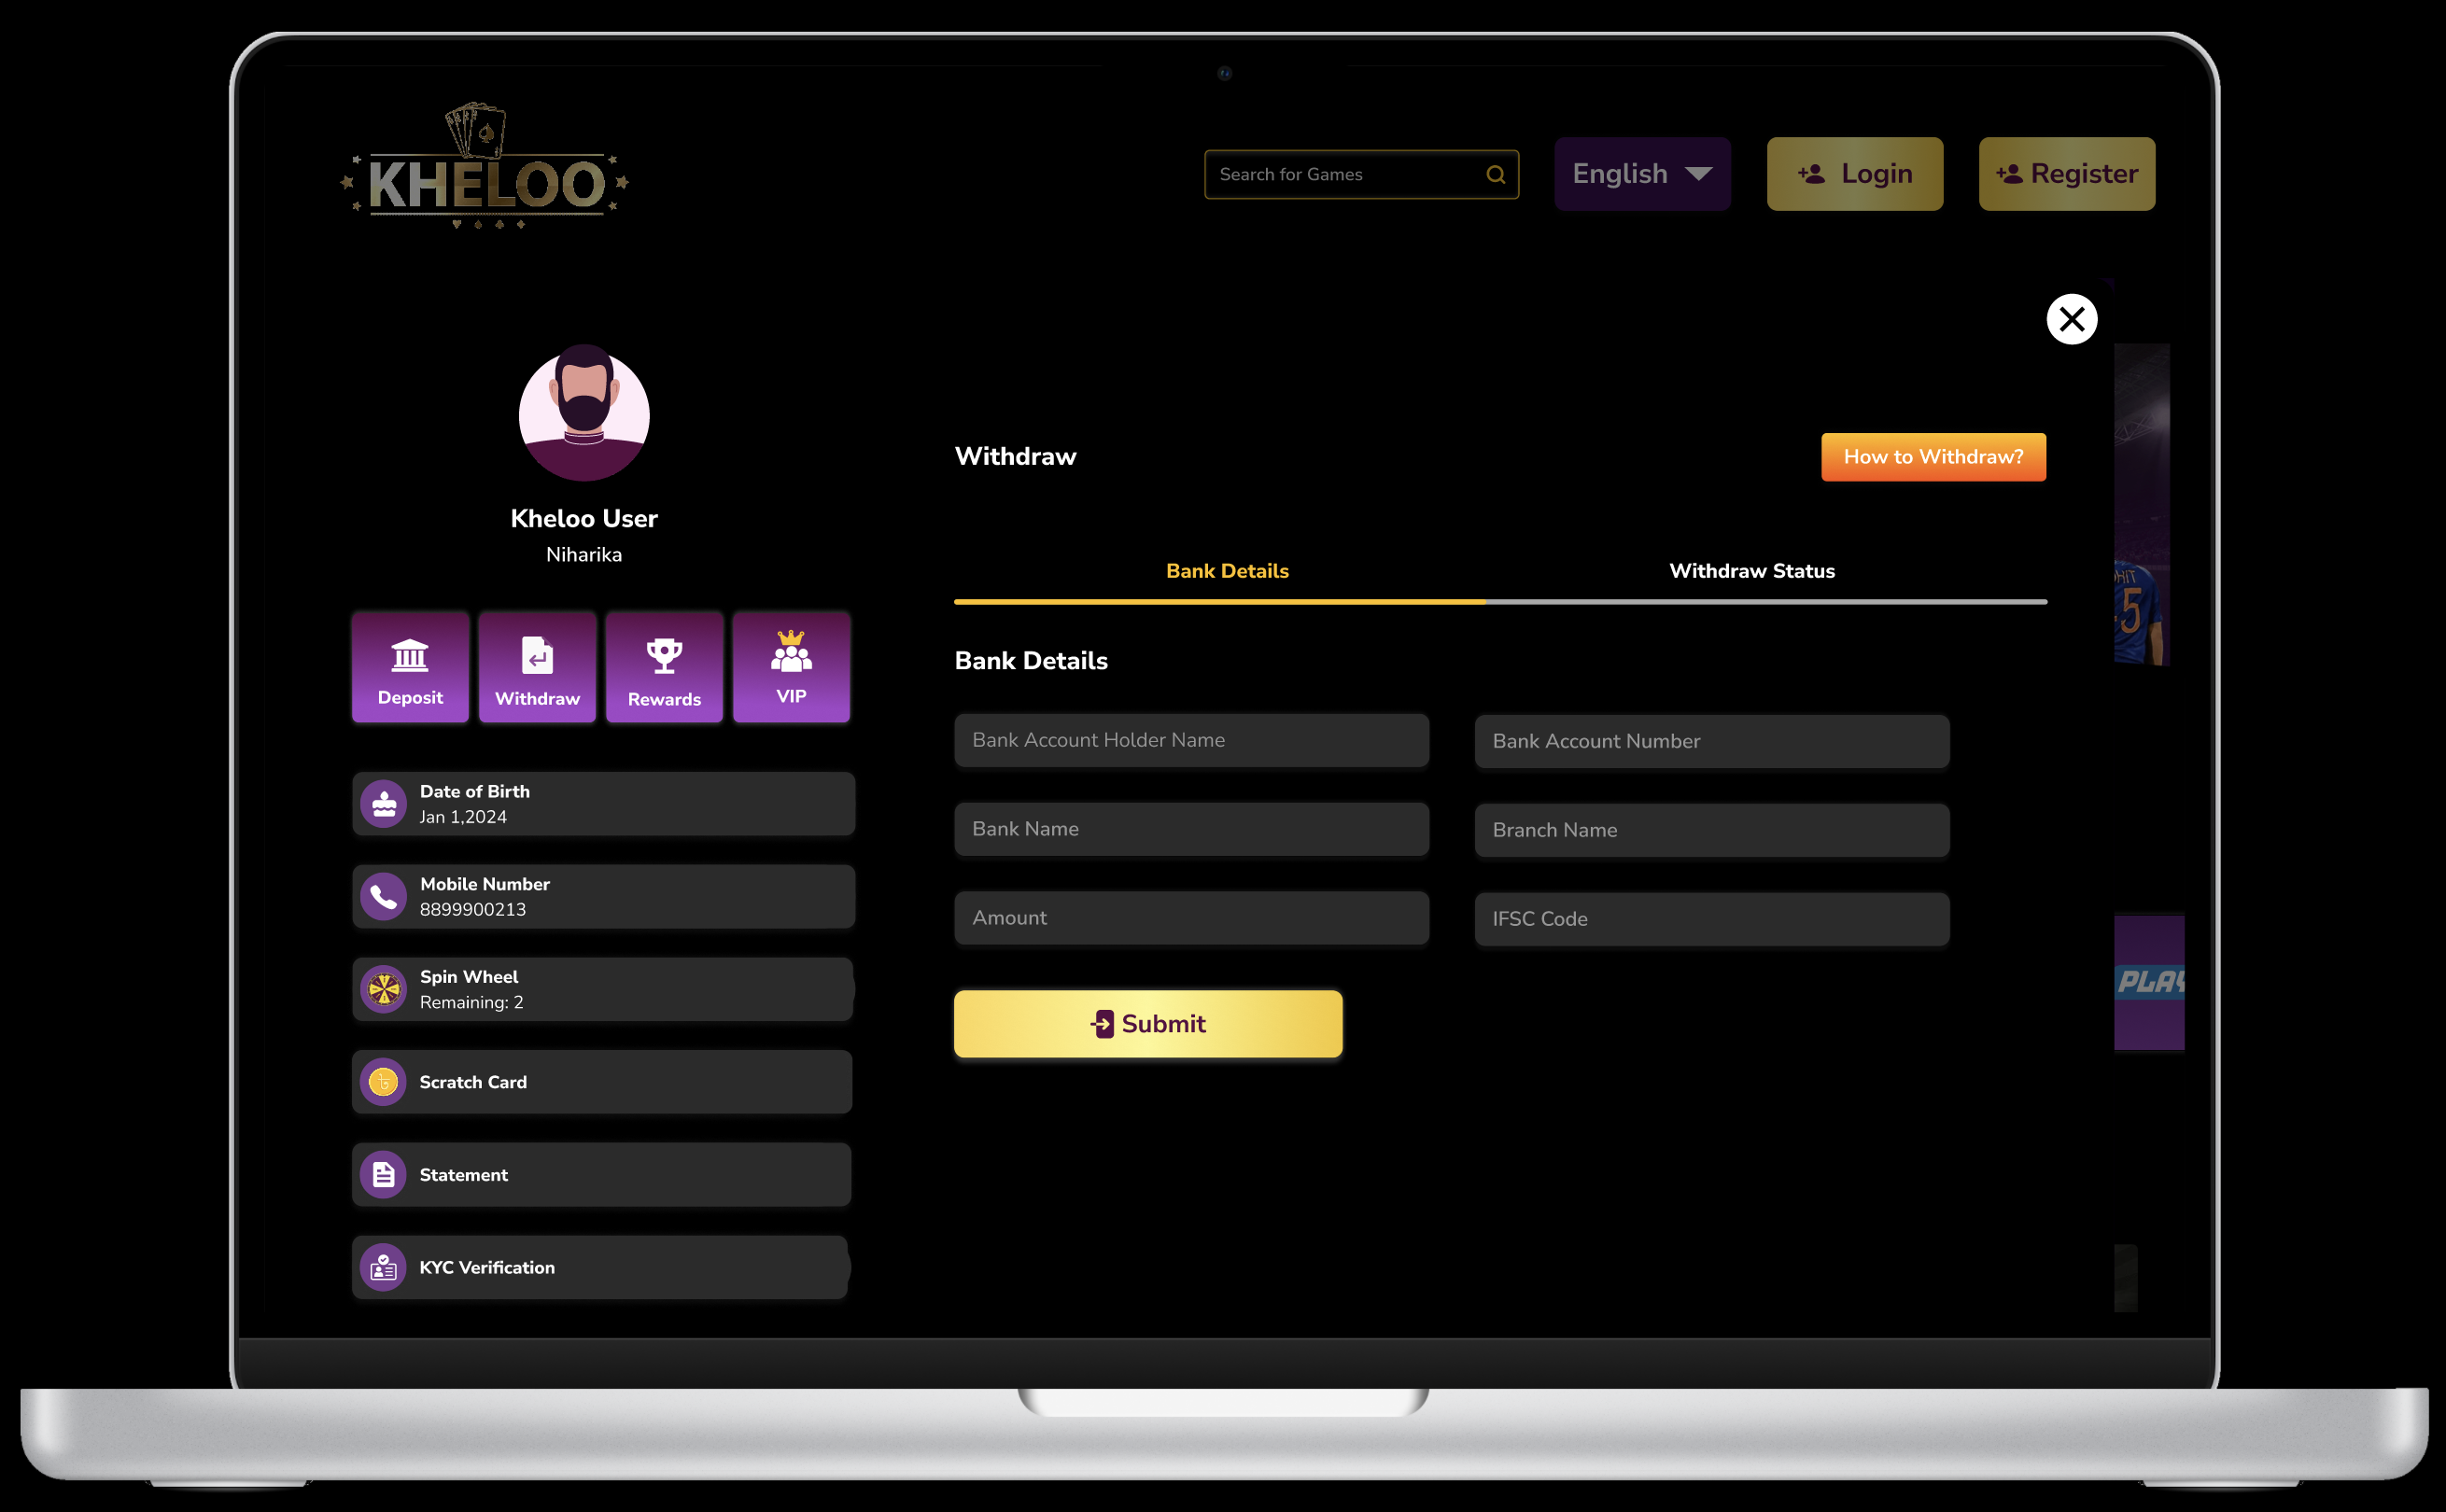 KHELOO
Search for Games
English
Login
Register
Kheloo User
Niharika
Deposit
Withdraw
Rewards
VIP
Date of Birth
Jan 1,2024
Mobile Number
8899900213
Spin Wheel
Remaining: 2
Scratch Card
Statement
KYC Verification
Withdraw
How to Withdraw?
Bank Details
Withdraw Status
Bank Details
Bank Account Holder Name
Bank Account Number
Bank Name
Branch Name
Amount
IFSC Code
Submit
HIT
5
PLAY